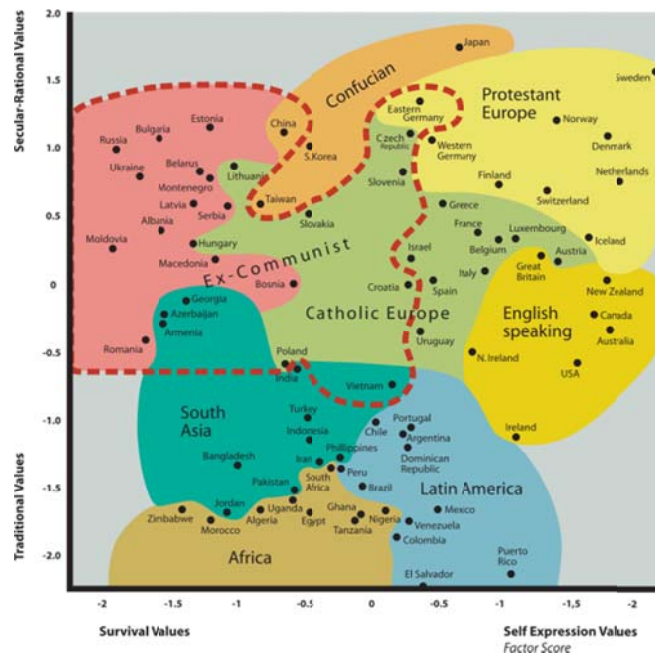 Secular-Rational Values
Traditional Values
2.0
1.5
1.0
0.5
0
-0.5
-1.0
-1.5
-2.0
Japan
Confucian
Sweden
Protestant
Europe
Eastern
Germany
China
Estonia
Bulgaria
Russia
Norway
Czech
Republic
Western
Germany
Denmark
S.Korea
Belarus
Ukraine
Lithuania
Montenegro
Slovenia
Finland
Netherlands
Switzerland
Taiwan
Latvia
Serbia
Slovakia
Greece
Albania
France
Luxembourg
Iceland
Hungary
Moldovia
Belgium
Austria
Israel
Macedonia
Ex-Communist
Italy
Great
Britain
Bosnia
Croatia
Spain
New Zealand
Georgia
Catholic Europe
English
speaking
Azerbaijan
Canada
Armenia
Uruguay
Australia
Romania
Poland
N.Ireland
India
USA
Vietnam
South
Asia
Turkey
Portugal
Indonesia
Chile
Argentina
Ireland
Bangladesh
Iran
Phillippines
Dominican
Republic
Pakistan
South
Africa
Peru
Brazil
Latin America
Jordan
Uganda
Ghana
Mexico
Zimbabwe
Morocco
Algeria
Egypt
Tanzania
Nigeria
Venezuela
Colombia
Africa
Puerto
Rico
El Salvador
-2
-1.5
-1
-0.5
0
-0.5
-1
-1,5
-2
Survival Values
Self Expression Values
Factor Score